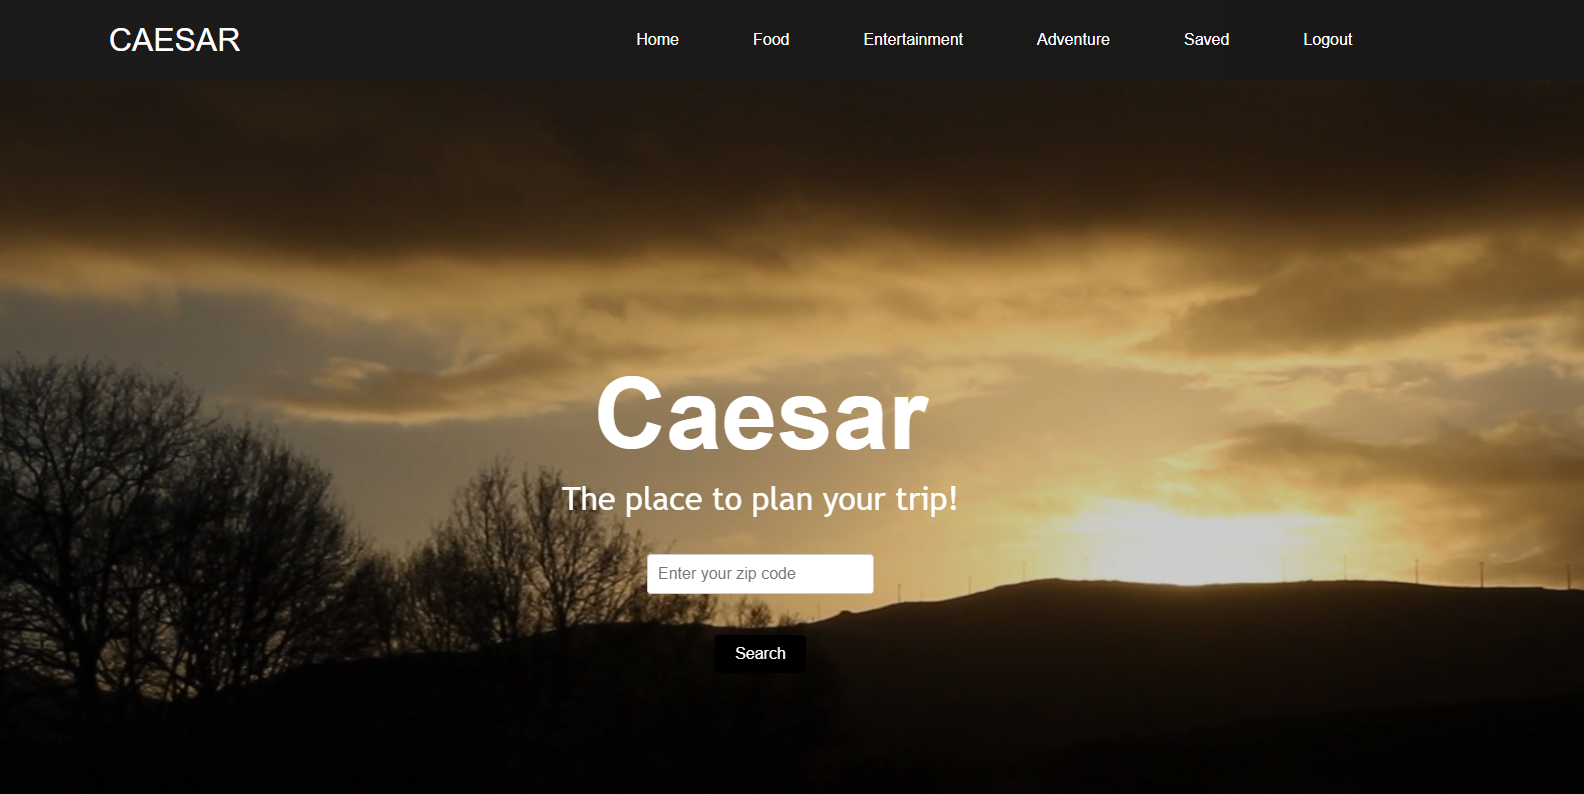 CAESAR Home Food Entertainment Adventure Saved Logout
Caesar
The place to plan your trip!
Enter your zip code
Search